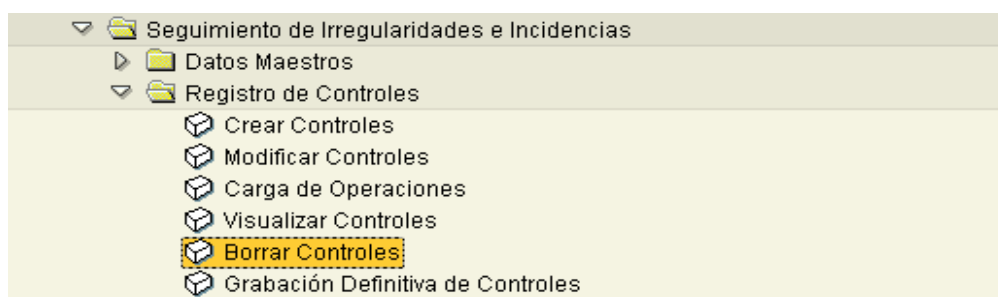 Seguimiento de Irregularidades e Incidencias
Datos Maestros
Registro de Controles
Crear Controles
Modificar Controles
Carga de Operaciones
Visualizar Controles
Borrar Controles
Grabación Definitiva de Controles